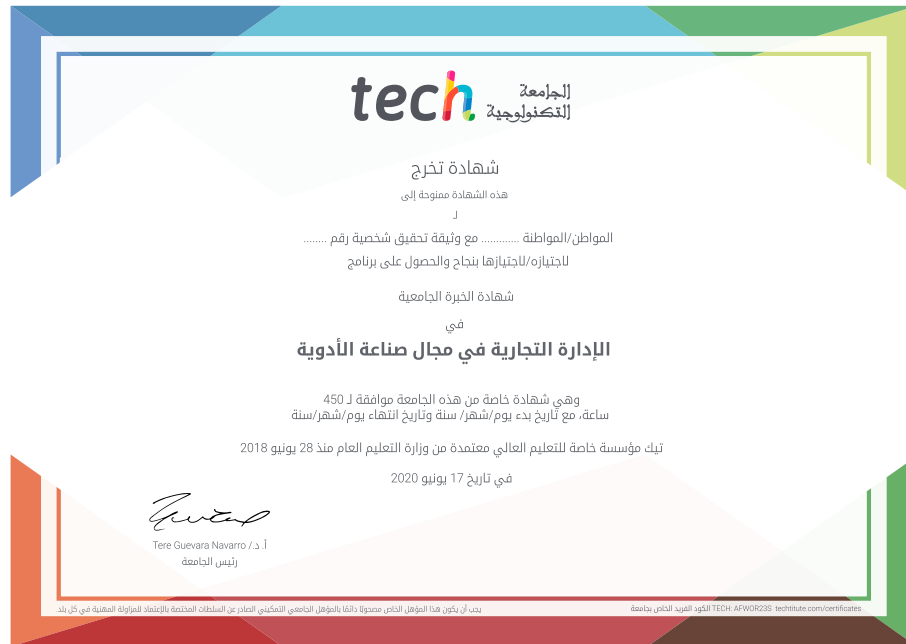 tech الجامعة
التكنولوجية
شهادة تخرج
هذه الشهادة ممنوحة إلى
لـ
المواطن/المواطنة ............ مع وثيقة تحقيق شخصية رقم ........
لاجتيازه/لاجتيازها بنجاح والحصول على برنامج
شهادة الخبرة الجامعية
في
الإدارة التجارية في مجال صناعة الأدوية
وهي شهادة خاصة من هذه الجامعة موافقة لـ 450
ساعة، مع تاريخ بدء يوم/شهر/ سنة وتاريخ انتهاء يوم/شهر/سنة
تيك مؤسسة خاصة للتعليم العالي معتمدة من وزارة التعليم العام منذ 28 يونيو 2018
في تاريخ 17 يونيو 2020
أ. د./ Tere Guevara Navarro
رئيس الجامعة
يجب أن يكون هذا المؤهل الخاص مصحوبًا دائمًا بالمؤهل الجامعي التمكيني الصادر عن السلطات المختصة بالإعتماد للمزاولة المهنية في كل بلد.
الكود الفريد الخاص بجامعة TECH: AFWOR23S techtitute.com/certificates